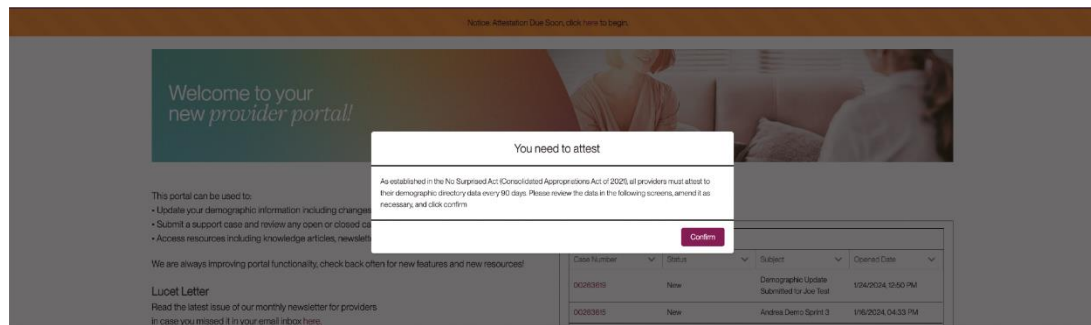 Notice: Attestation Due Soon, click here to begin.
Welcome to your
new provider portal!
You need to attest
As established in the No Surprised Act (Consolidated Appropriations Act of 2021), all providers must attest to
their demographic directory data every 90 days. Please review the data in the following screens, amend it as
necessary, and click confirm
Confirm
This portal can be used to:
• Update your demographic information including changes
• Submit a support case and review any open or closed ca
• Access resources including knowledge articles, newslett
We are always improving portal functionality, check back often for new features and new resources!
Lucet Letter
Read the latest issue of our monthly newsletter for providers
in case you missed it in your email inbox here.
Case Number Status Subject Opened Date
00263619 New Demographic Update Submitted for Joe Test 1/24/2024, 12:50 PM
00263615 New Andrea Demo Sprint 3 1/16/2024, 04:33 PM